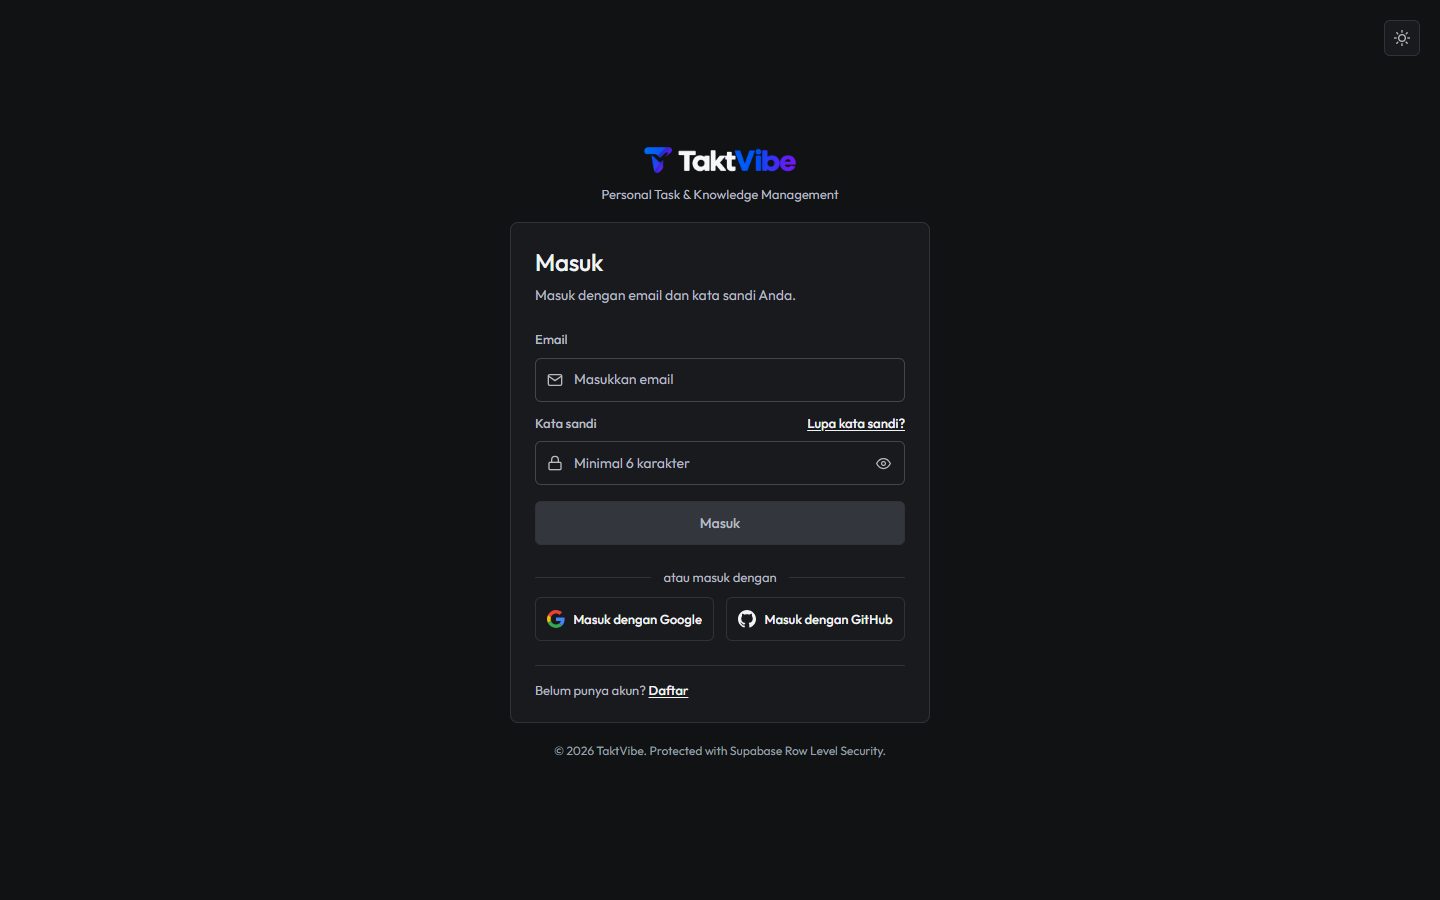 TaktVibe
Personal Task & Knowledge Management
Masuk
Masuk dengan email dan kata sandi Anda.
Email
Masukkan email
Kata sandi
Lupa kata sandi?
Minimal 6 karakter
Masuk
atau masuk dengan
Masuk dengan Google
Masuk dengan GitHub
Belum punya akun? Daftar
© 2026 TaktVibe. Protected with Supabase Row Level Security.